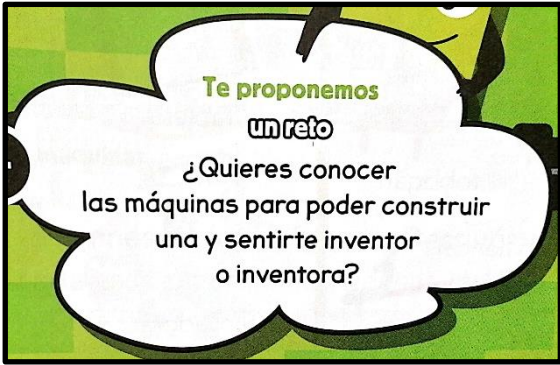 Te proponemos
un reto
¿Quieres conocer
las máquinas para poder construir
una y sentirte inventor
o inventora?